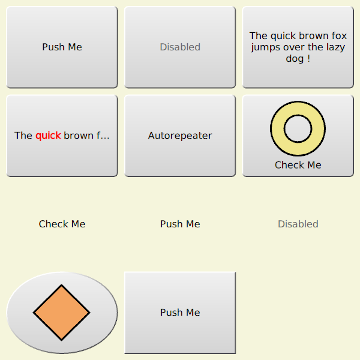 Push Me
Disabled
The quick brown fox
jumps over the lazy
dog !
The quick brown f...
Autorepeater
Check Me
Check Me
Push Me
Disabled
Push Me